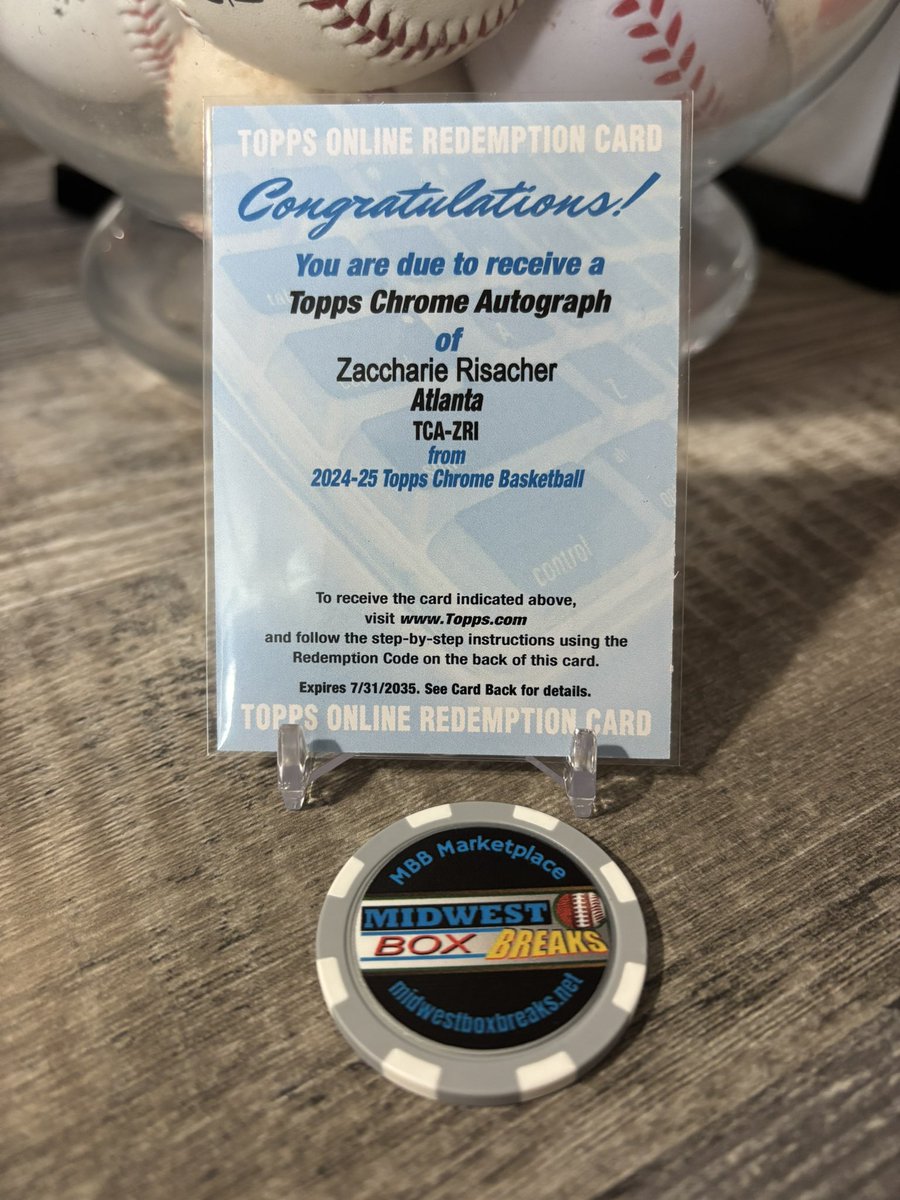 TOPPS ONLINE REDEMPTION CARD
Congratulations!
You are due to receive a
Topps Chrome Autograph
of
Zaccharie Risacher
Atlanta
TCA-ZRI
from
2024-25 Topps Chrome Basketball
control
To receive the card indicated above,
visit www.Topps.com
and follow the step-by-step instructions using the
Redemption Code on the back of this card.
Expires 7/31/2035. See Card Back for details.
TOPPS ONLINE REDEMPTION CARD
MBB Marketplace
MIDWEST
BOX BREAKS
midwestboxbreaks.net